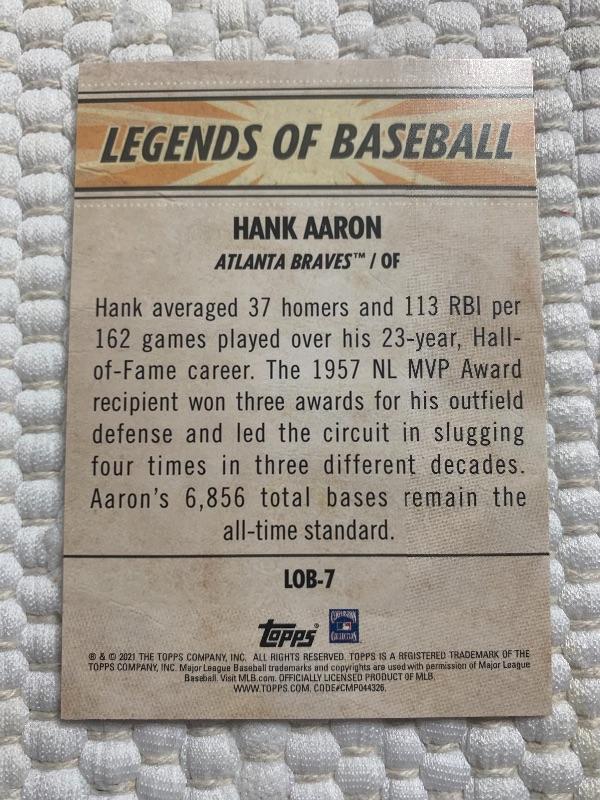 LEGENDS OF BASEBALL
HANK AARON
ATLANTA BRAVES™ / OF
Hank averaged 37 homers and 113 RBI per
162 games played over his 23-year, Hall-
of-Fame career. The 1957 NL MVP Award
recipient won three awards for his outfield
defense and led the circuit in slugging
four times in three different decades.
Aaron's 6,856 total bases remain the
all-time standard.
LOB-7
topps®
COOPERSTOWN
COLLECTION
® & © 2021 THE TOPPS COMPANY, INC. ALL RIGHTS RESERVED. TOPPS IS A REGISTERED TRADEMARK OF THE
TOPPS COMPANY, INC. Major League Baseball trademarks and copyrights are used with permission of Major League
Baseball. Visit MLB.com. OFFICIALLY LICENSED PRODUCT OF MLB.
WWW.TOPPS.COM. CODE#CMP044326.